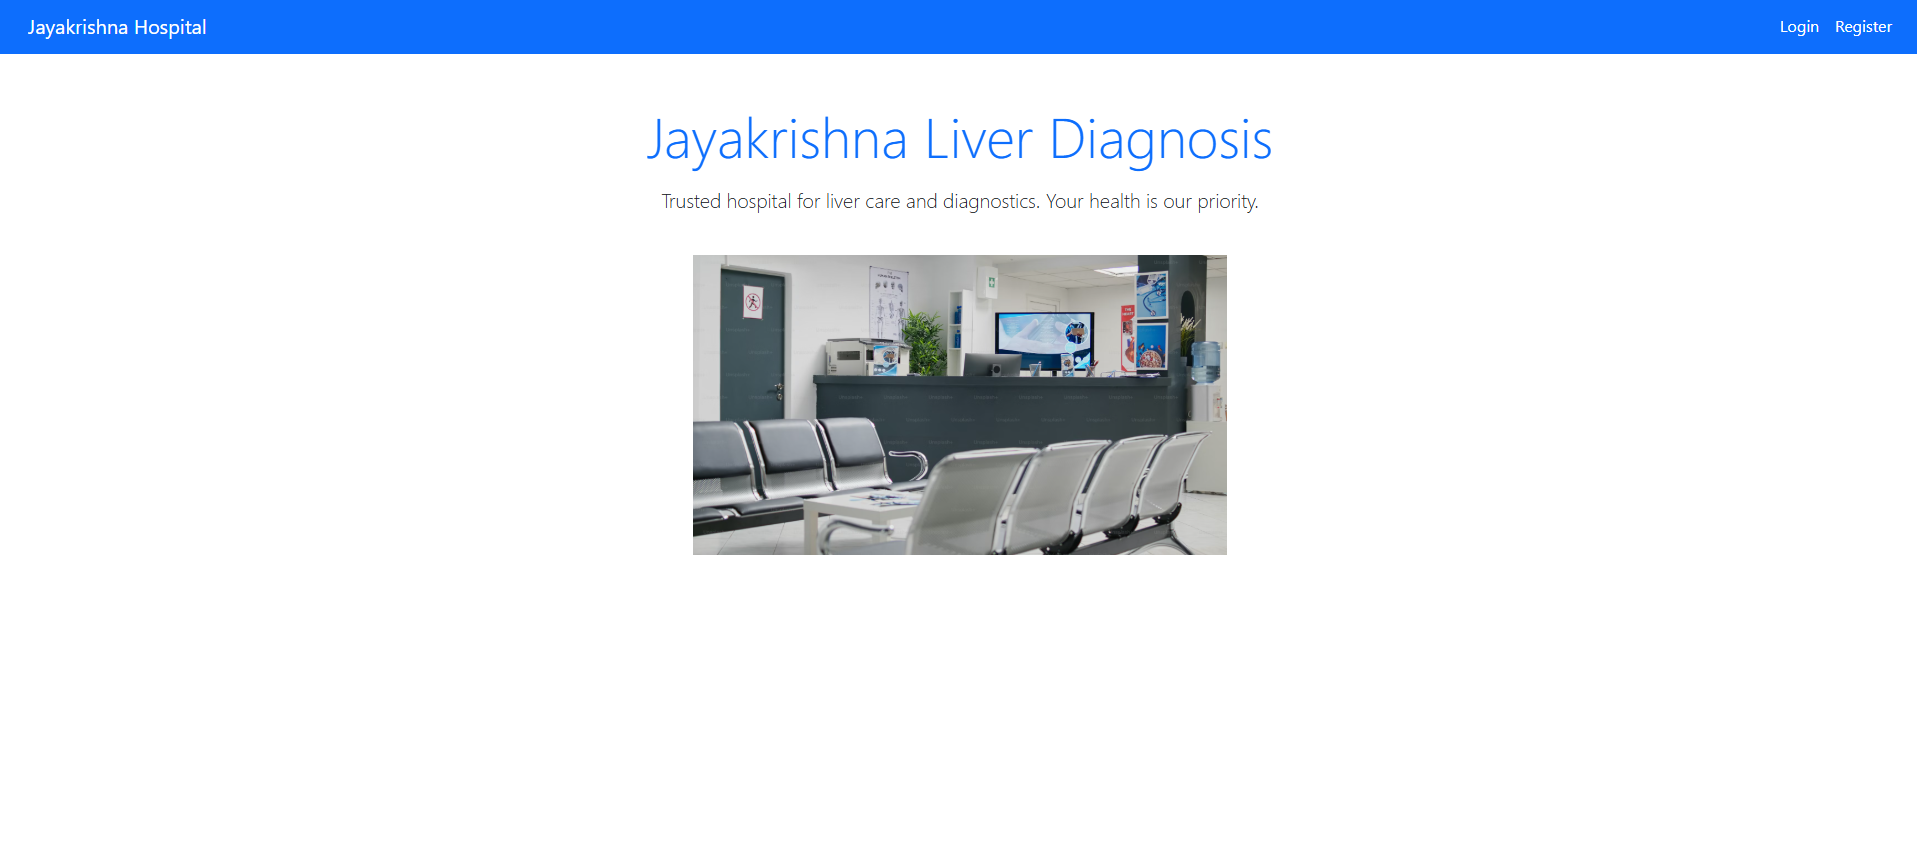 Jayakrishna Hospital
Login Register
Jayakrishna Liver Diagnosis
Trusted hospital for liver care and diagnostics. Your health is our priority.